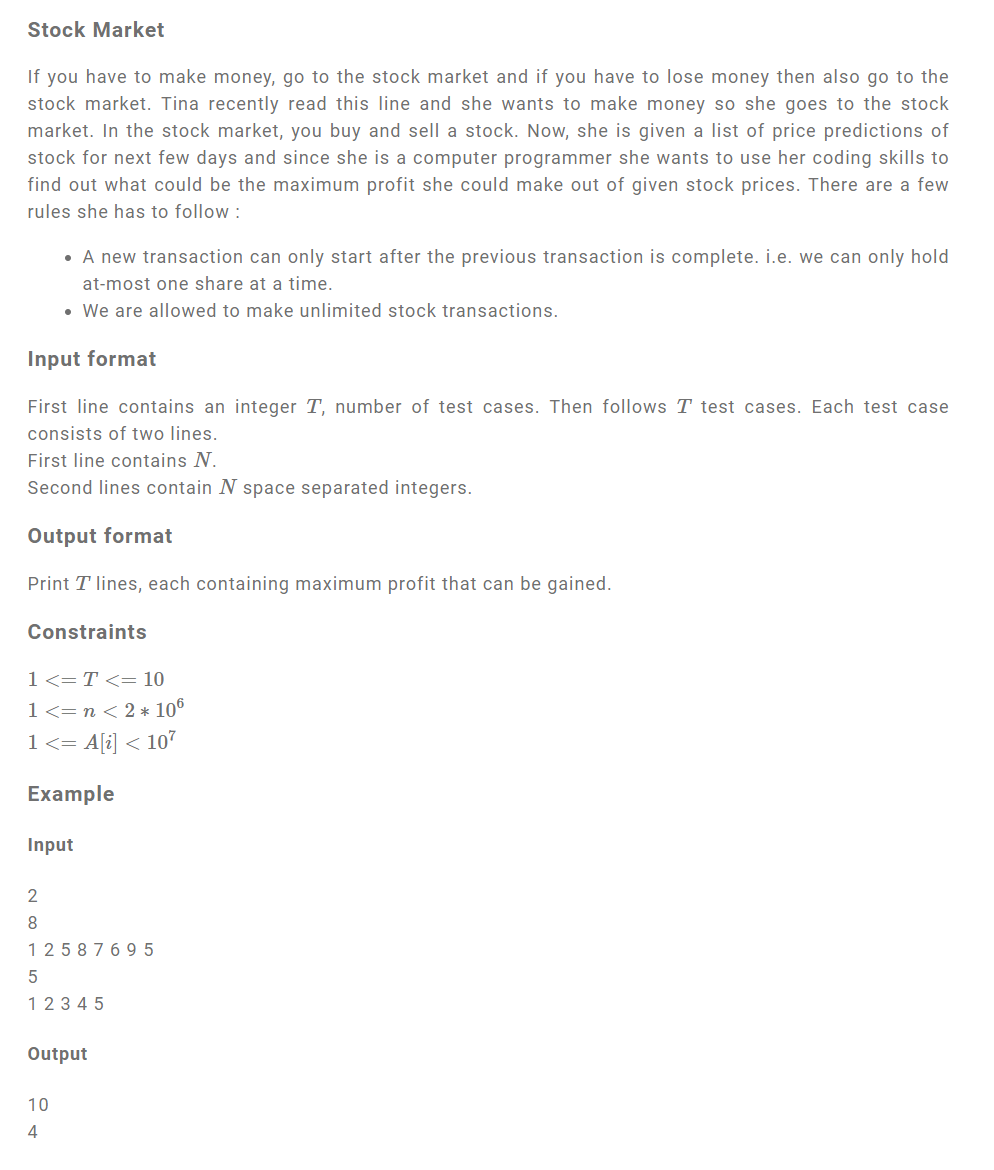 Stock Market
If you have to make money, go to the stock market and if you have to lose money then also go to the
stock market. Tina recently read this line and she wants to make money so she goes to the stock
market. In the stock market, you buy and sell a stock. Now, she is given a list of price predictions of
stock for next few days and since she is a computer programmer she wants to use her coding skills to
find out what could be the maximum profit she could make out of given stock prices. There are a few
rules she has to follow :
• A new transaction can only start after the previous transaction is complete. i.e. we can only hold
at-most one share at a time.
• We are allowed to make unlimited stock transactions.
Input format
First line contains an integer T, number of test cases. Then follows T test cases. Each test case
consists of two lines.
First line contains N.
Second lines contain N space separated integers.
Output format
Print T lines, each containing maximum profit that can be gained.
Constraints
1 <= T <= 10
1 <= n < 2 * 10^6
1 <= A[i] < 10^7
Example
Input
2
8
1 2 5 8 7 6 9 5
5
1 2 3 4 5
Output
10
4